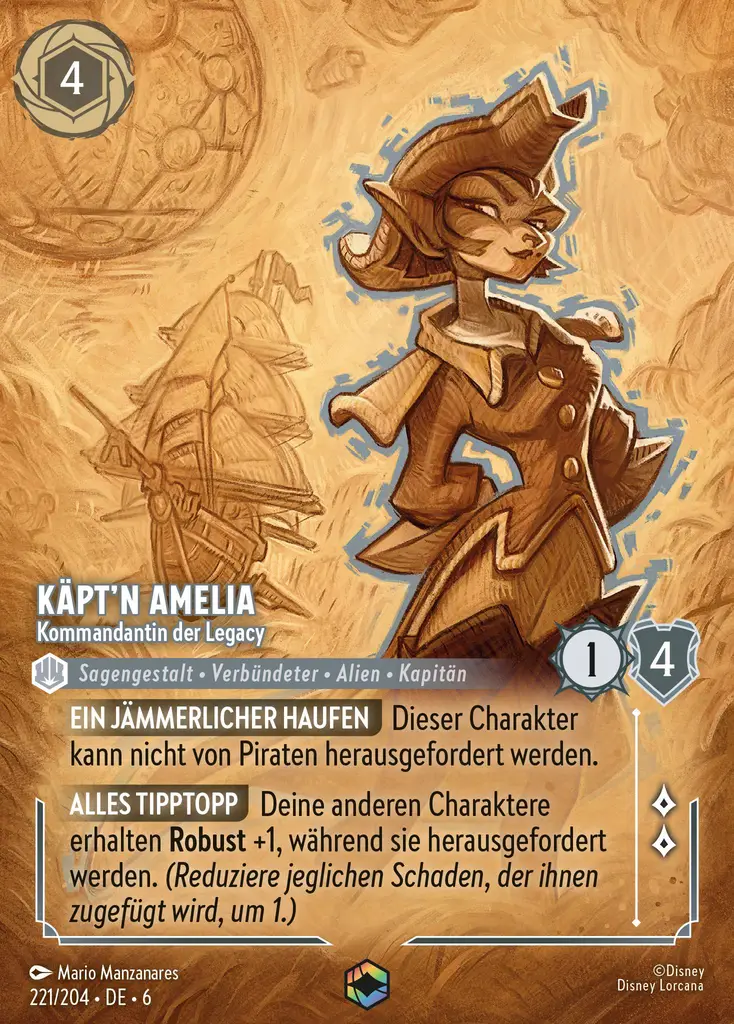 4
KÄPT'N AMELIA
Kommandantin der Legacy
Sagengestalt • Verbündeter • Alien • Kapitän
1
4
EIN JÄMMERLICHER HAUFEN Dieser Charakter
kann nicht von Piraten herausgefordert werden.
ALLES TIPPTOPP Deine anderen Charaktere
erhalten Robust +1, während sie herausgefordert
werden. (Reduziere jeglichen Schaden, der ihnen
zugefügt wird, um 1.)
Mario Manzanares
221/204 • DE • 6
©Disney
Disney Lorcana